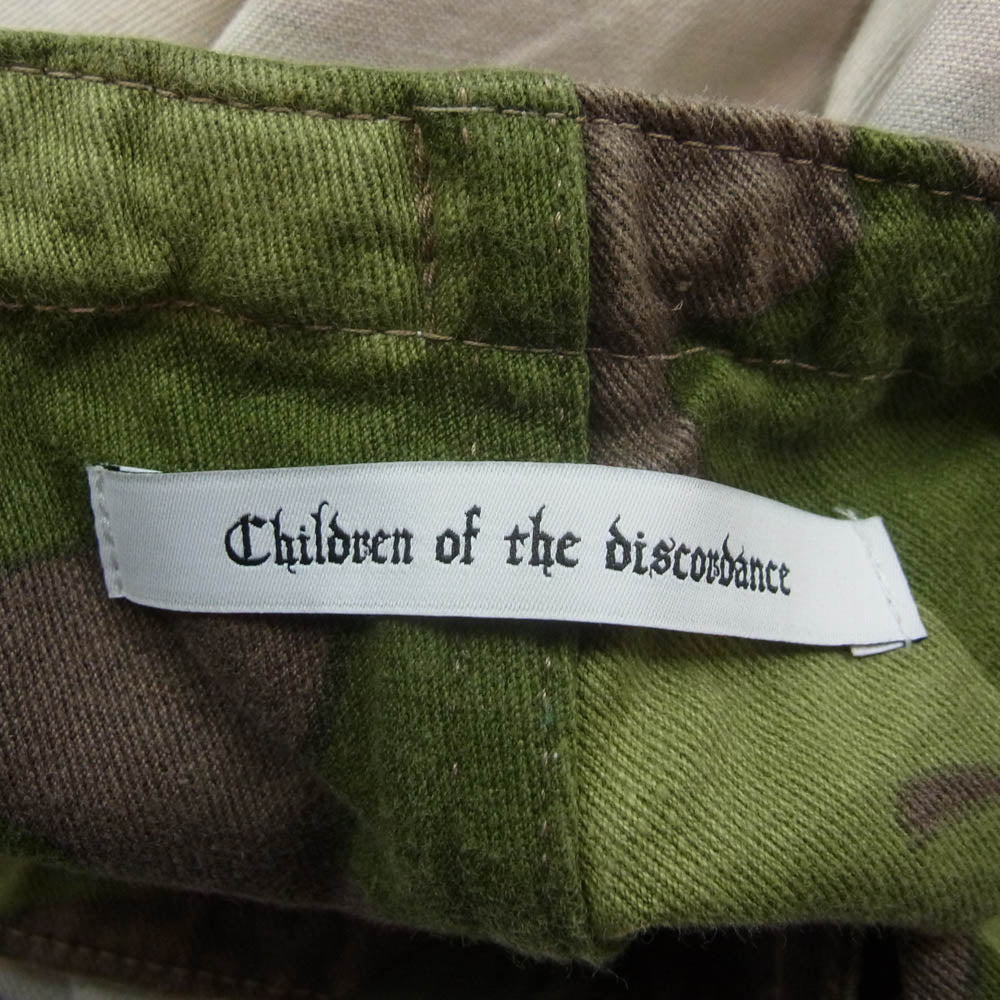 Children of the discordance